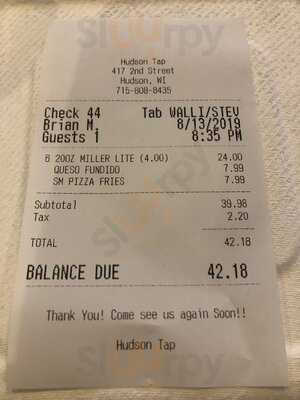 Hudson Tap
417 2nd Street
Hudson, WI
715-808-8435
Check 44 Tab WALLI/STEV
Brian M. 8/13/2019
Guests 1 8:35 PM
6 20OZ MILLER LITE (4.00) 24.00
QUESO FUNDIDO 7.99
SM PIZZA FRIES 7.99
Subtotal 39.98
Tax 2.20
TOTAL 42.18
BALANCE DUE 42.18
Thank You! Come see us again Soon!!
Hudson Tap